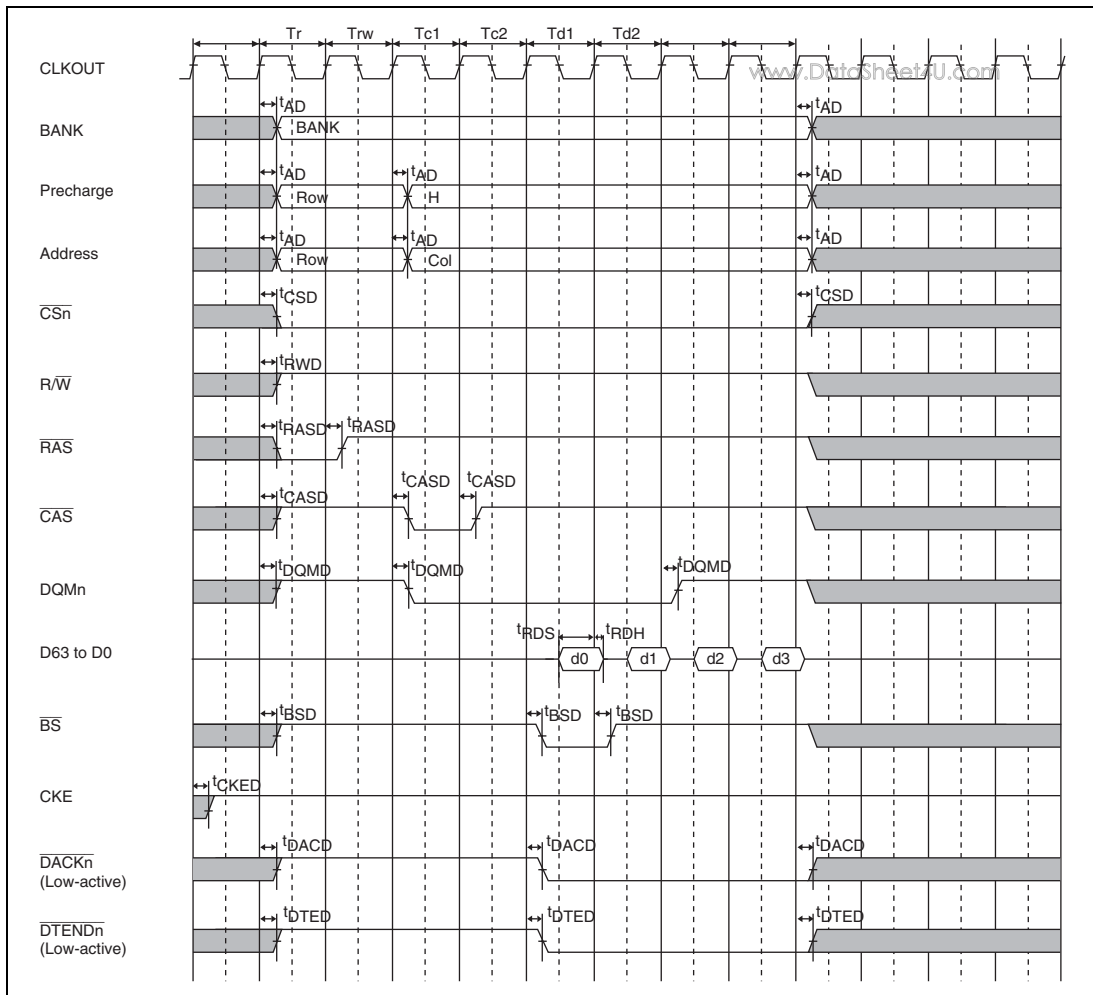 Tr Trw Tc1 Tc2 Td1 Td2
CLKOUT
www.DataSheet4U.com
tAD tAD
BANK BANK
tAD tAD tAD
Precharge Row H
tAD tAD tAD
Address Row Col
tCSD tCSD
CSn
tRWD
R/W
tRASD tRASD
RAS
tCASD tCASD tCASD
CAS
tDQMD tDQMD tDQMD
DQMn
tRDS tRDH
D63 to D0 d0 d1 d2 d3
tBSD tBSD tBSD
BS
tCKED
CKE
tDACD tDACD tDACD
DACKn
(Low-active)
tDTED tDTED tDTED
DTENDn
(Low-active)